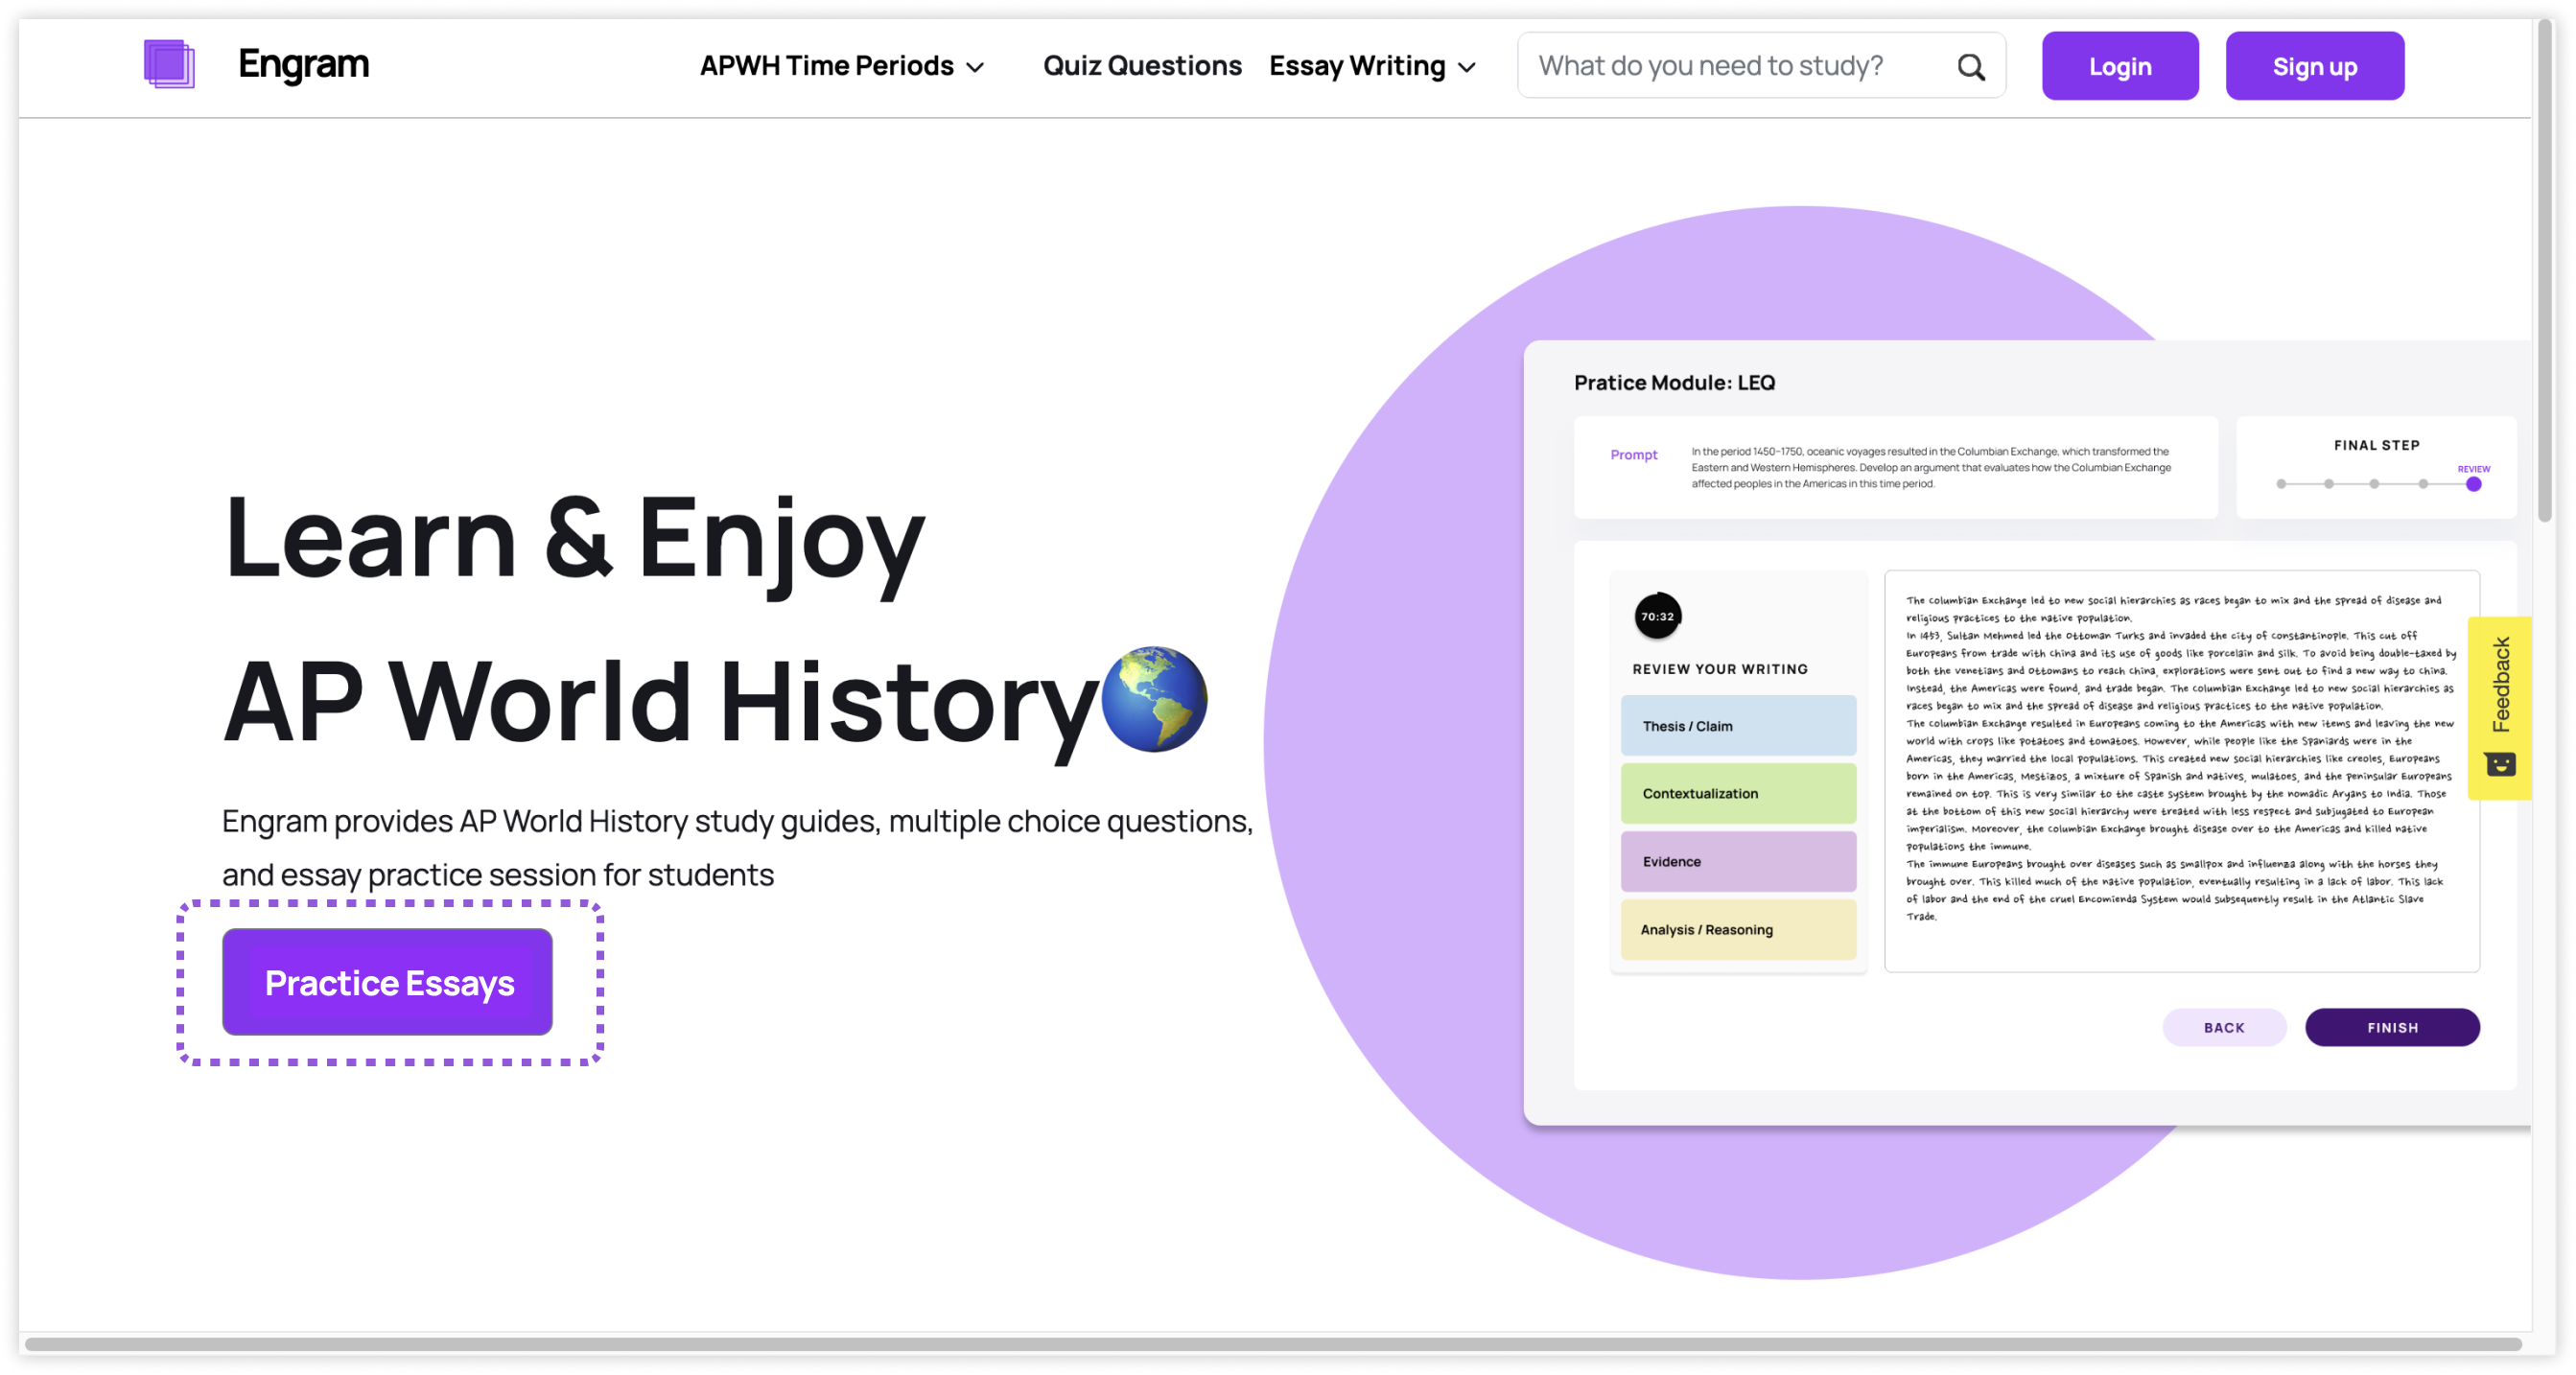 Engram
APWH Time Periods
Quiz Questions
Essay Writing
What do you need to study?
Login
Sign up
Learn & Enjoy
AP World History
Engram provides AP World History study guides, multiple choice questions,
and essay practice session for students
Practice Essays
Pratice Module: LEQ
Prompt
In the period 1450-1750, oceanic voyages resulted in the Columbian Exchange, which transformed the
Eastern and Western Hemispheres. Develop an argument that evaluates how the Columbian Exchange
affected peoples in the Americas in this time period.
FINAL STEP
REVIEW
70:32
REVIEW YOUR WRITING
Thesis / Claim
Contextualization
Evidence
Analysis / Reasoning
The Columbian Exchange led to new social hierarchies as races began to mix and the spread of disease and
religious practices to the native population.
In 1453, Sultan Mehmed led the Ottoman Turks and invaded the city of Constantinople. This cut off
Europeans from trade with China and its use of goods like porcelain and silk. To avoid being double-taxed by
both the Venetians and Ottomans to reach China, explorations were sent out to find a new way to China.
Instead, the Americas were found, and trade began. The Columbian Exchange led to new social hierarchies as
races began to mix and the spread of disease and religious practices to the native population.
The Columbian Exchange resulted in Europeans coming to the Americas with new items and leaving the new
world with crops like potatoes and tomatoes. However, while people like the Spaniards were in the
Americas, they married the local populations. This created new social hierarchies like creoles, Europeans
born in the Americas, Mestizos, a mixture of Spanish and natives, mulatoes, and the peninsular Europeans
remained on top. This is very similar to the caste system brought by the nomadic Aryans to India. Those
at the bottom of this new social hierarchy were treated with less respect and subjugated to European
imperialism. Moreover, the Columbian Exchange brought disease over to the Americas and killed native
populations the immune.
The immune Europeans brought over diseases such as smallpox and influenza along with the horses they
brought over. This killed much of the native population, eventually resulting in a lack of labor. This lack
of labor and the end of the cruel Encomienda System would subsequently result in the Atlantic Slave
Trade.
BACK
FINISH
Feedback